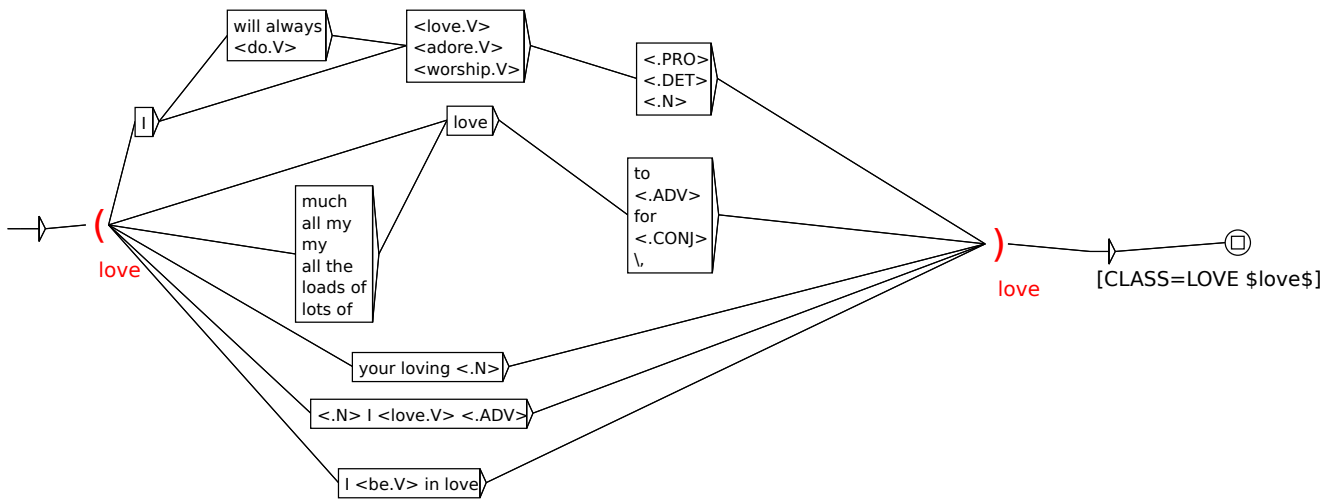 will always
<do.V>
<love.V>
<adore.V>
<worship.V>
<.PRO>
<.DET>
<.N>
I
love
to
<.ADV>
for
<.CONJ>
\,
much
all my
my
all the
loads of
lots of
(
love
)
love
[CLASS=LOVE $love$]
your loving <.N>
<.N> I <love.V> <.ADV>
I <be.V> in love